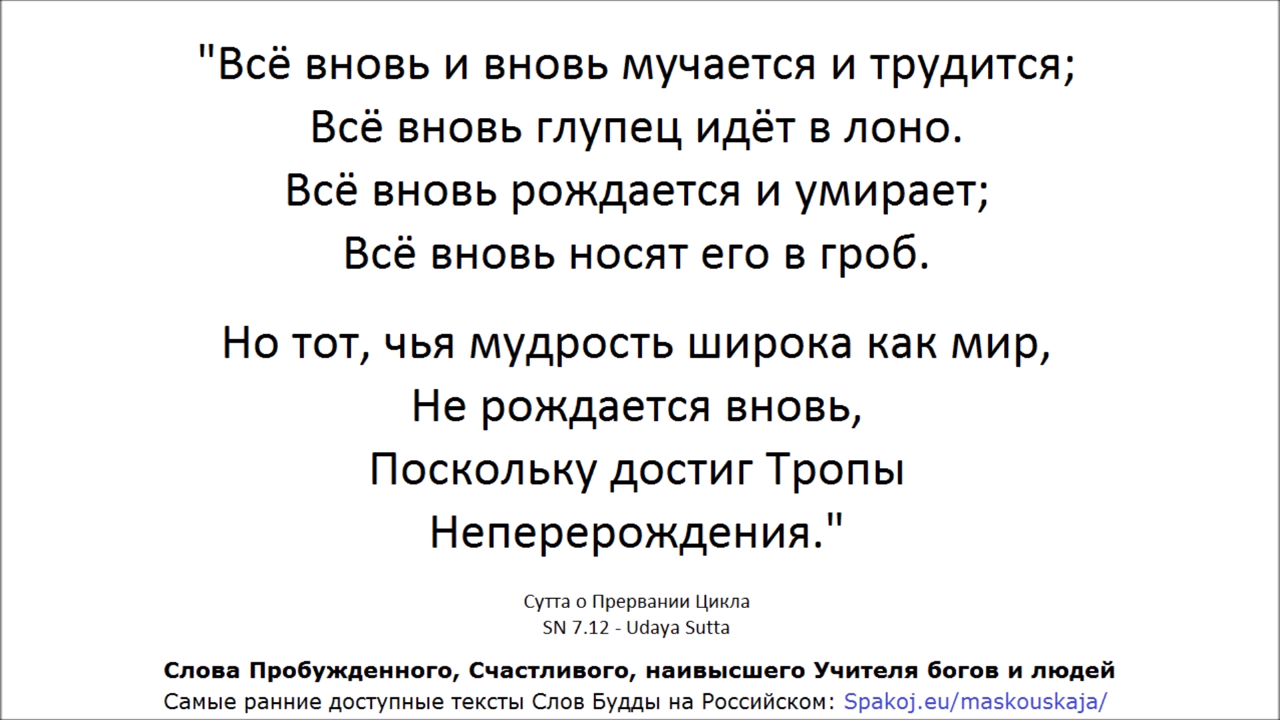 "Всё вновь и вновь мучается и трудится;
Всё вновь глупец идёт в лоно.
Всё вновь рождается и умирает;
Всё вновь носят его в гроб.
Но тот, чья мудрость широка как мир,
Не рождается вновь,
Поскольку достиг Тропы
Неперерождения."
Сутта о Прервании Цикла
SN 7.12 - Udaya Sutta
Слова Пробужденного, Счастливого, наивысшего Учителя богов и людей
Самые ранние доступные тексты Слов Будды на Российском: Spakoj.eu/maskouskaja/